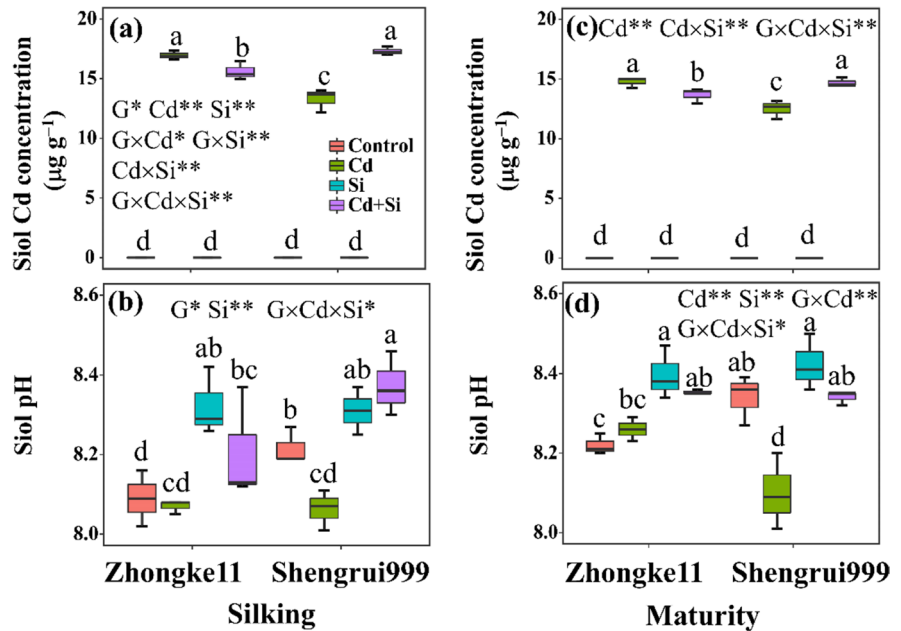 Siol Cd concentration
(µg g⁻¹)
20
15
10
5
0
(a)
a
b
c
a
G* Cd** Si**
G×Cd* G×Si**
Cd×Si**
G×Cd×Si**
Control
Cd
Si
Cd+Si
d
d
d
d
Siol Cd concentration
(µg g⁻¹)
20
15
10
5
0
(c)
Cd** Cd×Si** G×Cd×Si**
a
b
c
a
d
d
d
d
Siol pH
8.6
8.4
8.2
8.0
(b)
G* Si** G×Cd×Si*
d
cd
ab
bc
b
cd
ab
a
Zhongke11
Shengrui999
Silking
Siol pH
8.6
8.4
8.2
8.0
(d)
Cd** Si** G×Cd**
G×Cd×Si*
c
bc
a
ab
ab
d
a
ab
Zhongke11
Shengrui999
Maturity